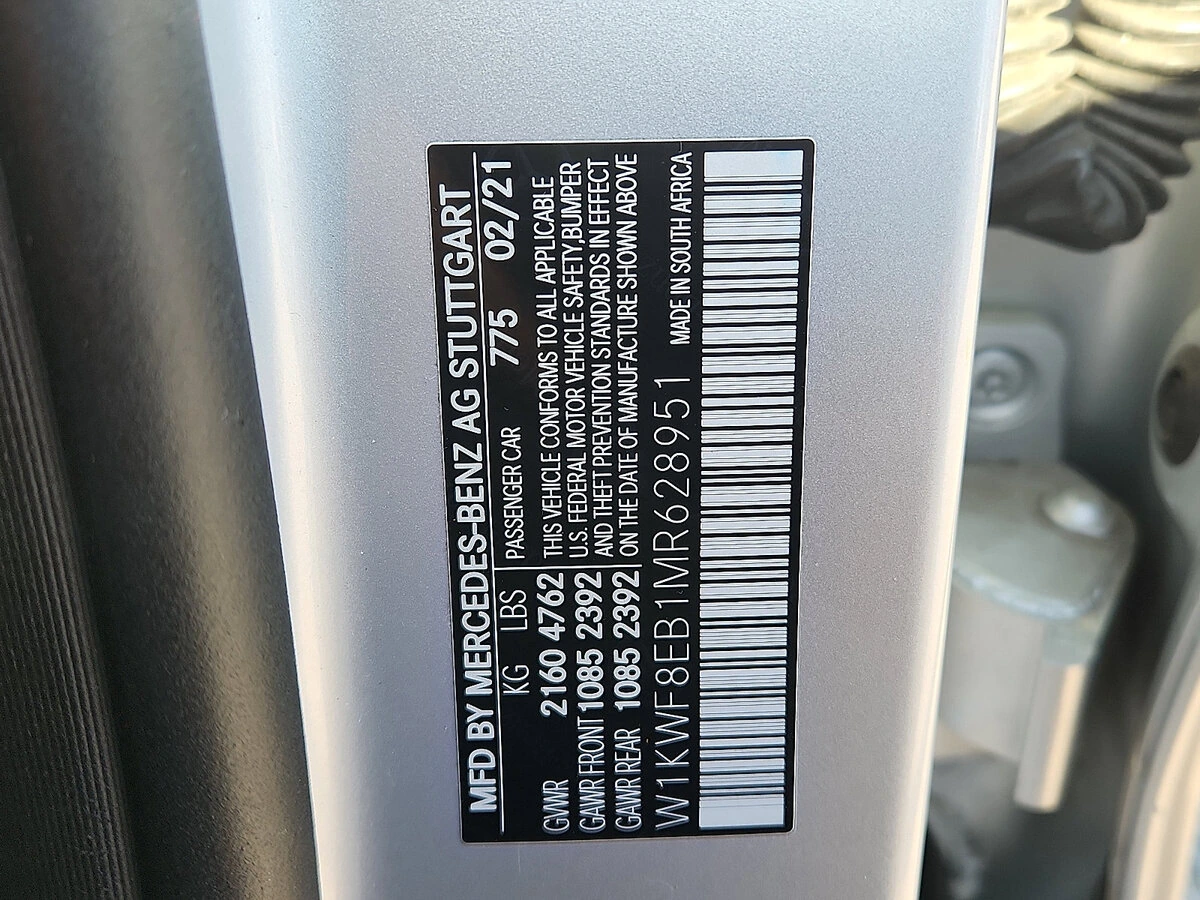 MFD BY MERCEDES-BENZ AG STUTTGART
KG LBS PASSENGER CAR 775 02/21
GVWR 2160 4762 THIS VEHICLE CONFORMS TO ALL APPLICABLE
U.S. FEDERAL MOTOR VEHICLE SAFETY,BUMPER
GAWR FRONT 1085 2392 AND THEFT PREVENTION STANDARDS IN EFFECT
GAWR REAR 1085 2392 ON THE DATE OF MANUFACTURE SHOWN ABOVE
W1KWF8EB1MR628951 MADE IN SOUTH AFRICA